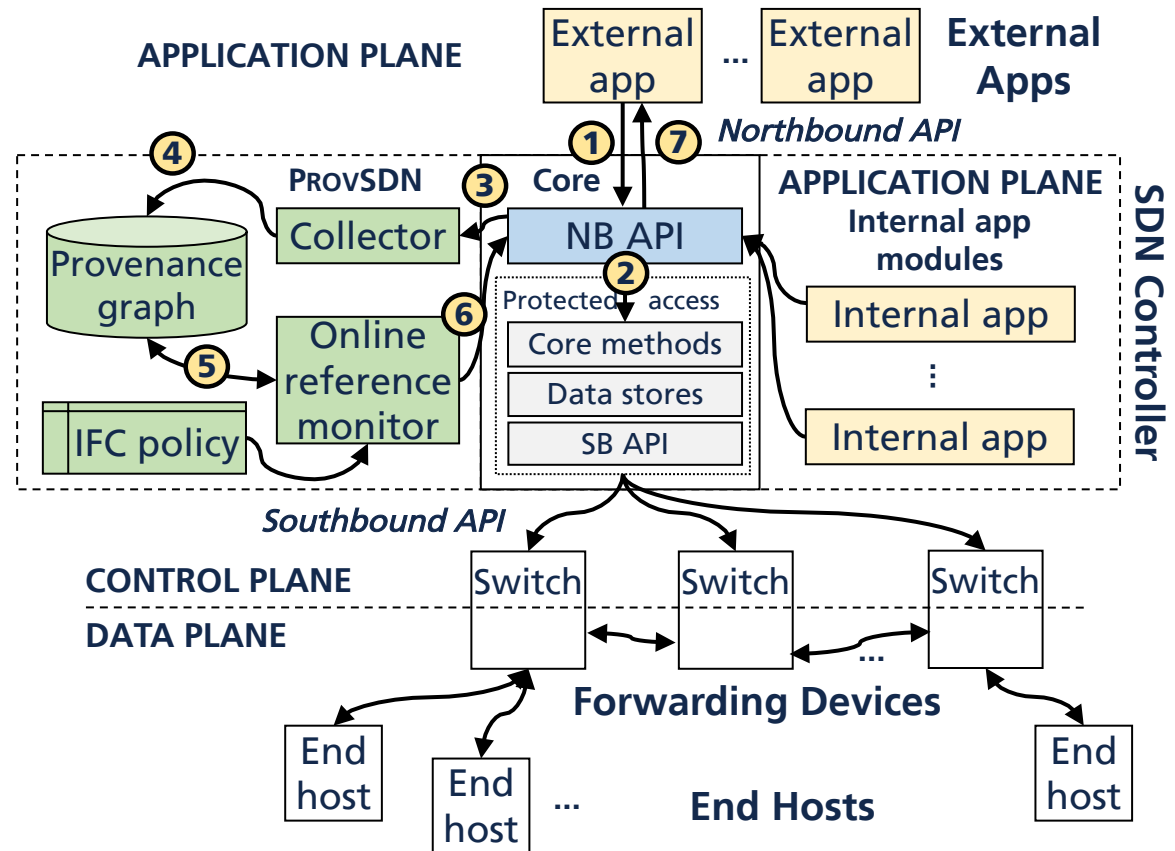 APPLICATION PLANE
External
app
...
External
app
External
Apps
1
7
Northbound API
4
PROVSDN
3
Core
APPLICATION PLANE
Internal app
modules
SDN Controller
Collector
NB API
Provenance
graph
2
Protected access
6
Online
reference
monitor
Core methods
Internal app
...
5
Data stores
IFC policy
SB API
Internal app
Southbound API
CONTROL PLANE
Switch
Switch
Switch
DATA PLANE
...
Forwarding Devices
End
host
End
host
...
End Hosts
End
host